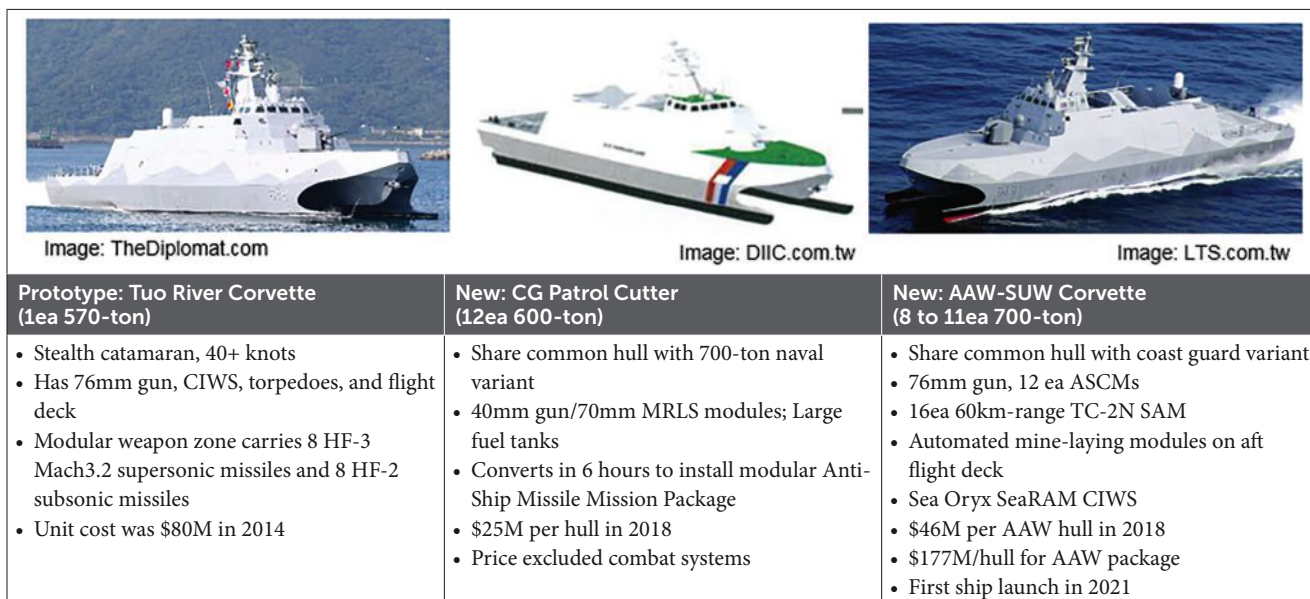 Image: TheDiplomat.com
Image: DIIC.com.tw
Image: LTS.com.tw
Prototype: Tuo River Corvette
(1ea 570-ton)
New: CG Patrol Cutter
(12ea 600-ton)
New: AAW-SUW Corvette
(8 to 11ea 700-ton)
• Stealth catamaran, 40+ knots
• Has 76mm gun, CIWS, torpedoes, and flight
deck
• Modular weapon zone carries 8 HF-3
Mach3.2 supersonic missiles and 8 HF-2
subsonic missiles
• Unit cost was $80M in 2014
• Share common hull with 700-ton naval
variant
• 40mm gun/70mm MRLS modules; Large
fuel tanks
• Converts in 6 hours to install modular Anti-
Ship Missile Mission Package
• $25M per hull in 2018
• Price excluded combat systems
• Share common hull with coast guard variant
• 76mm gun, 12 ea ASCMs
• 16ea 60km-range TC-2N SAM
• Automated mine-laying modules on aft
flight deck
• Sea Oryx SeaRAM CIWS
• $46M per AAW hull in 2018
• $177M/hull for AAW package
• First ship launch in 2021